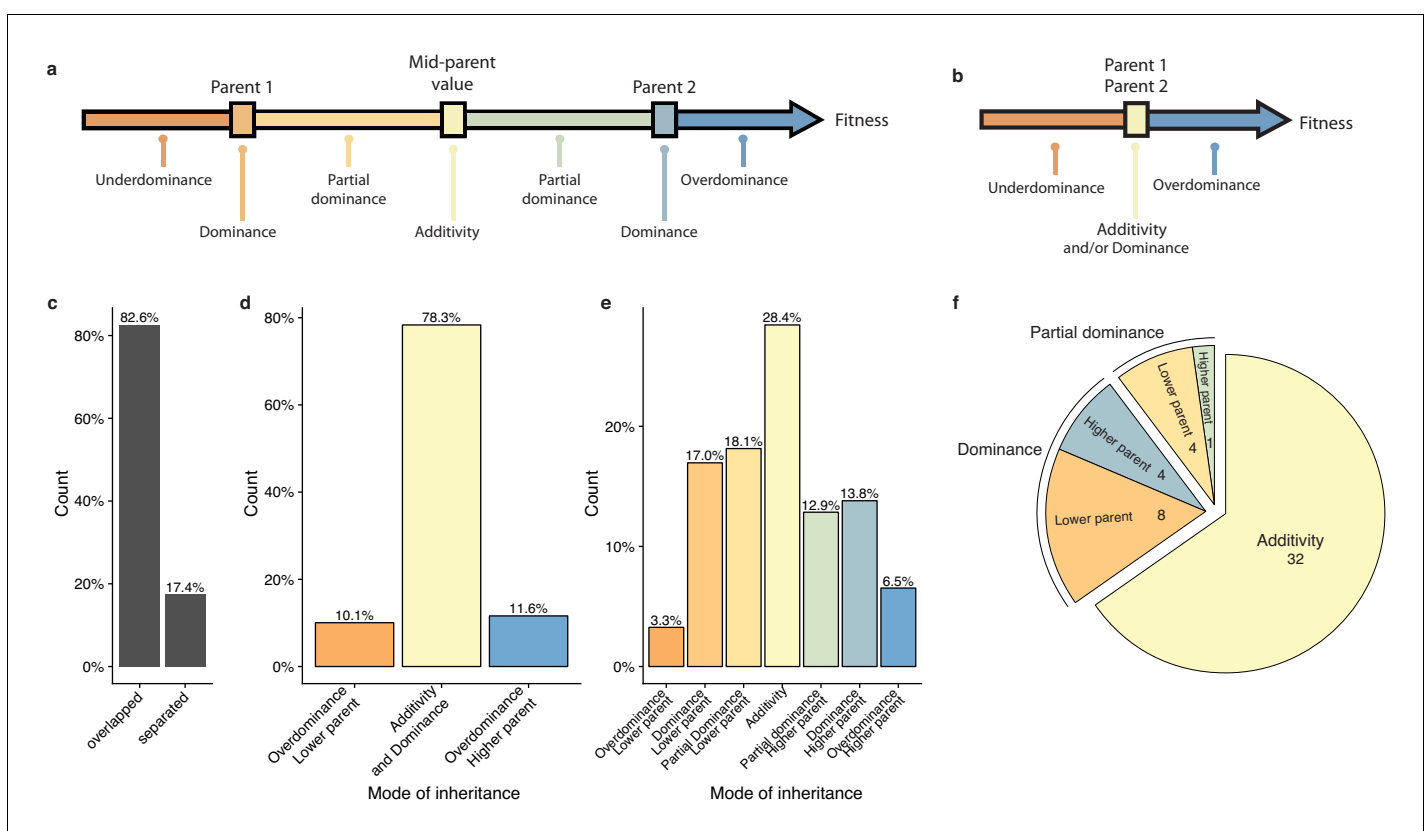 a
Parent 1
Mid-parent
value
Parent 2
Fitness
Underdominance
Partial
dominance
Partial
dominance
Overdominance
Dominance
Additivity
Dominance
b
Parent 1
Parent 2
Fitness
Underdominance
Overdominance
Additivity
and/or Dominance
c
Count
80%
60%
40%
20%
0%
82.6%
17.4%
overlapped
separated
d
Count
80%
60%
40%
20%
0%
10.1%
78.3%
11.6%
Overdominance
Lower parent
Additivity
and Dominance
Overdominance
Higher parent
Mode of inheritance
e
Count
20%
10%
0%
3.3%
17.0%
18.1%
28.4%
12.9%
13.8%
6.5%
Overdominance
Lower parent
Dominance
Lower parent
Partial Dominance
Lower parent
Additivity
Partial dominance
Higher parent
Dominance
Higher parent
Overdominance
Higher parent
Mode of inheritance
f
Partial dominance
Dominance
Higher parent 1
Lower parent 4
Higher parent 4
Lower parent 8
Additivity
32